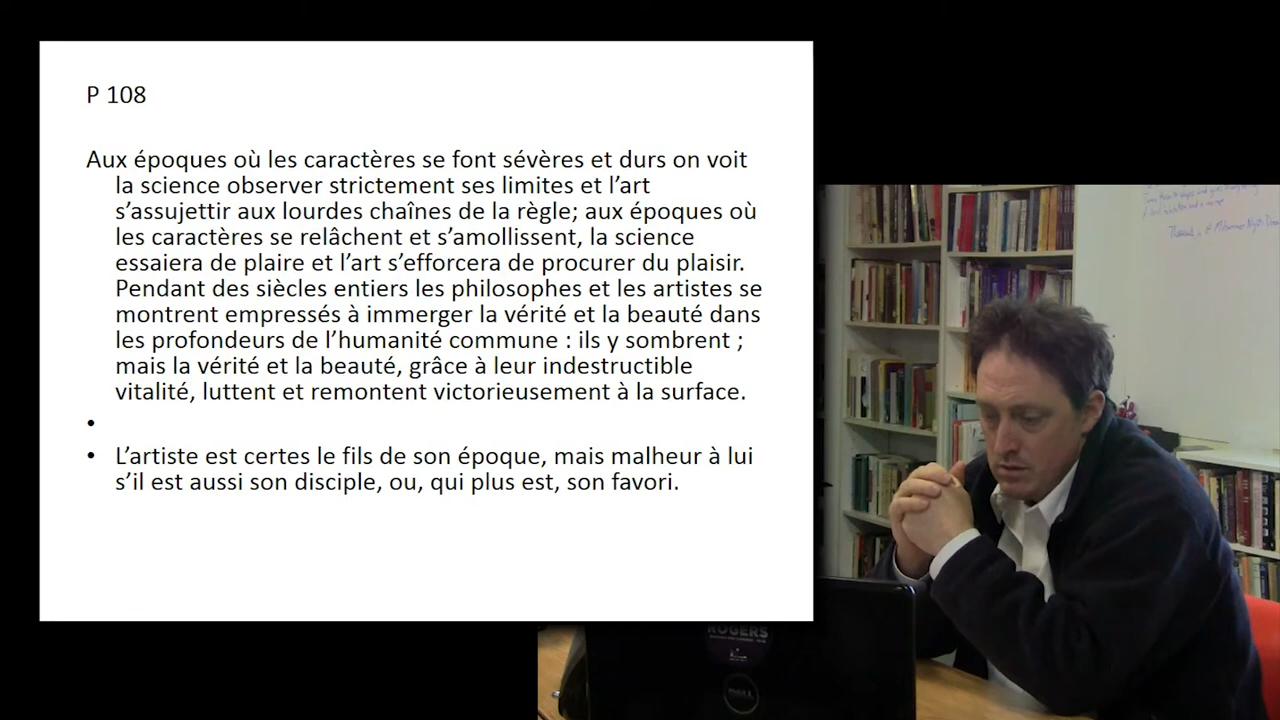 P 108
Aux époques où les caractères se font sévères et durs on voit
la science observer strictement ses limites et l’art
s’assujettir aux lourdes chaînes de la règle; aux époques où
les caractères se relâchent et s’amollissent, la science
essaiera de plaire et l’art s’efforcera de procurer du plaisir.
Pendant des siècles entiers les philosophes et les artistes se
montrent empressés à immerger la vérité et la beauté dans
les profondeurs de l’humanité commune : ils y sombrent ;
mais la vérité et la beauté, grâce à leur indestructible
vitalité, luttent et remontent victorieusement à la surface.
•
• L’artiste est certes le fils de son époque, mais malheur à lui
s’il est aussi son disciple, ou, qui plus est, son favori.
ROGERS
DELL